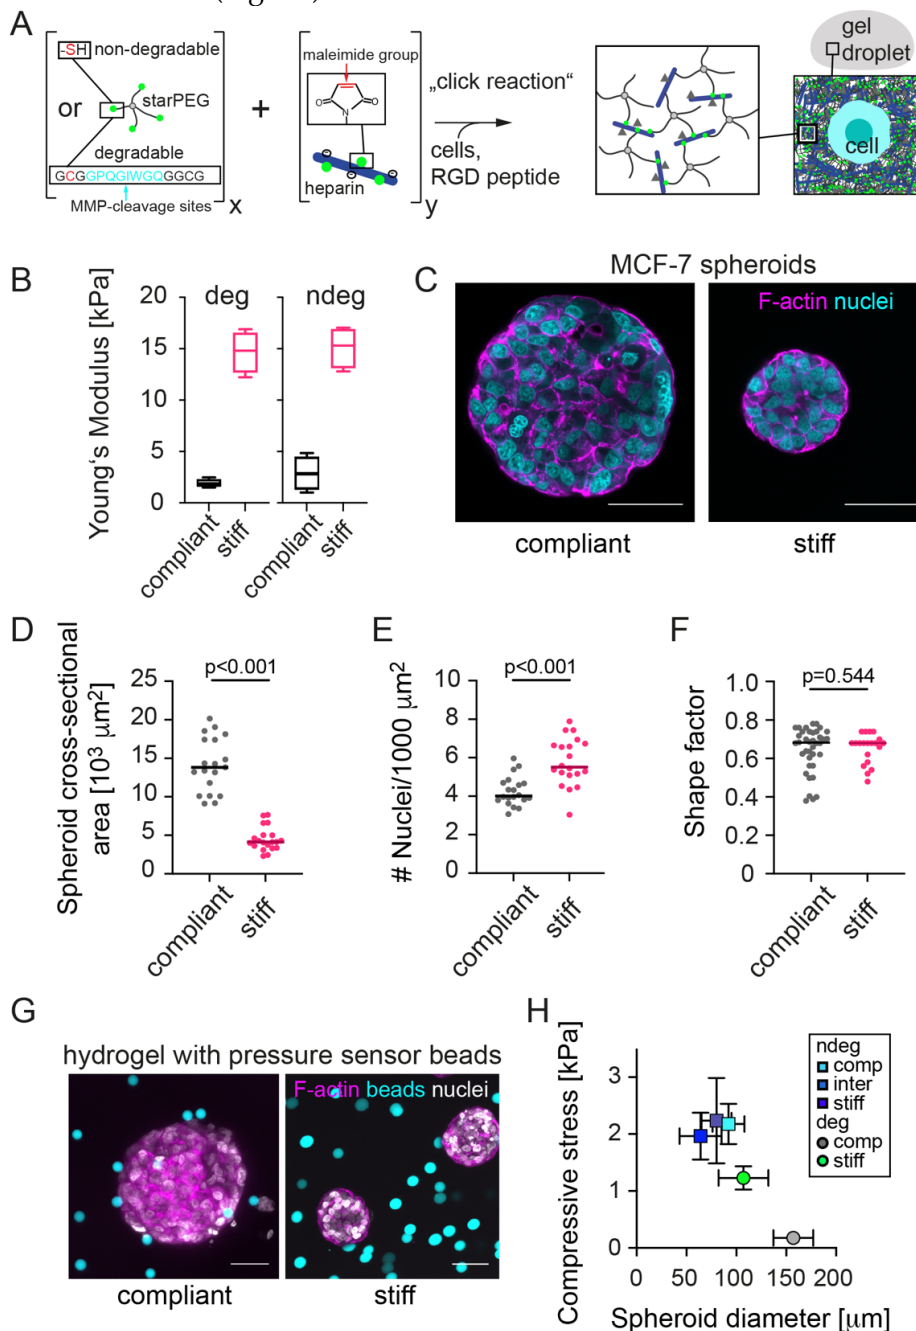 A
-SH non-degradable
or
starPEG
degradable
GCGGPQGIWGQGGCG
MMP-cleavage sites
x
+
maleimide group
O N O
heparin
y
„click reaction“
cells,
RGD peptide
gel
droplet
cell
B
Young‘s Modulus [kPa]
deg
ndeg
20
15
10
5
0
compliant
stiff
compliant
stiff
C
MCF-7 spheroids
F-actin nuclei
compliant
stiff
D
Spheroid cross-sectional
area [10³ μm²]
p<0.001
25
20
15
10
5
0
compliant
stiff
E
# Nuclei/1000 μm²
p<0.001
10
8
6
4
2
0
compliant
stiff
F
Shape factor
p=0.544
1.0
0.8
0.6
0.4
0.2
0
compliant
stiff
G
hydrogel with pressure sensor beads
F-actin beads nuclei
compliant
stiff
H
Compressive stress [kPa]
3
2
1
0
0 50 100 150 200
Spheroid diameter [μm]
ndeg
comp
inter
stiff
deg
comp
stiff